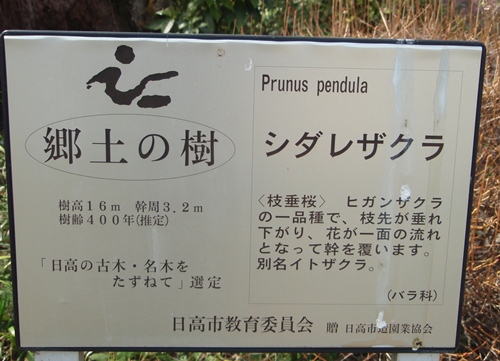 郷土の樹
樹高16m 幹周3.2m
樹齢400年(推定)
「日高の古木・名木を
たずねて」選定
Prunus pendula
シダレザクラ
〈枝垂桜〉 ヒガンザクラ
の一品種で、枝先が垂れ
下がり、花が一面の流れ
となって幹を覆います。
別名イトザクラ。
(バラ科)
日高市教育委員会 贈 日高市造園業協会